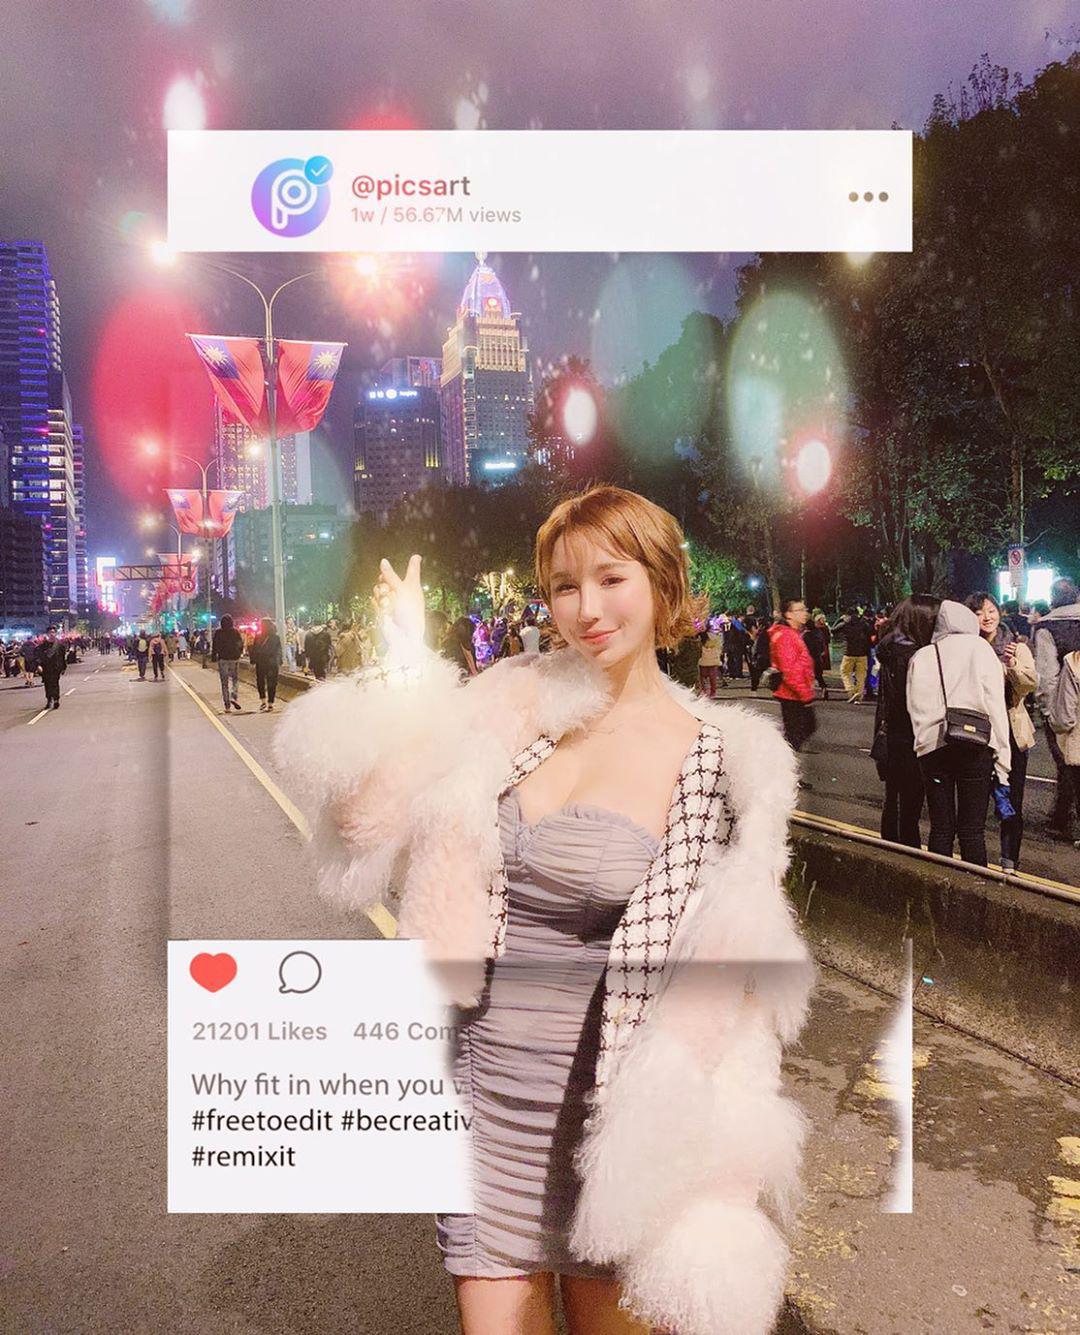 @picsart
1w / 56.67M views
21201 Likes 446 Com
Why fit in when you
#freetoedit #becreativ
#remixit